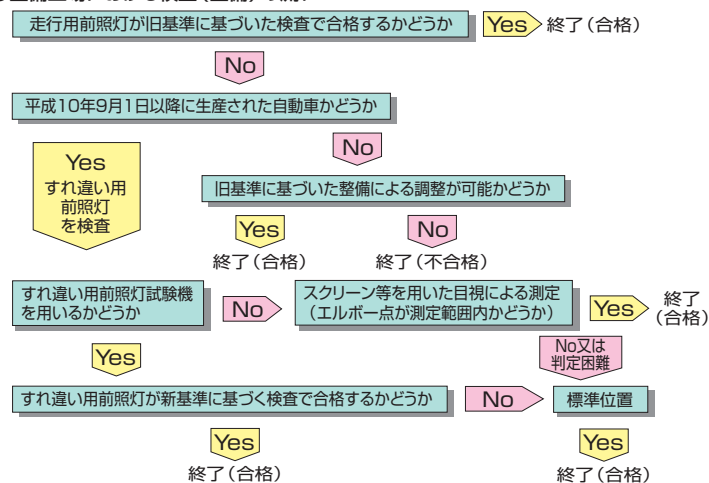 走行用前照灯が旧基準に基づいた検査で合格するかどうか
Yes
終了（合格）
No
平成10年9月1日以降に生産された自動車かどうか
Yes
すれ違い用
前照灯
を検査
No
旧基準に基づいた整備による調整が可能かどうか
Yes
No
終了（合格）
終了（不合格）
すれ違い用前照灯試験機
を用いるかどうか
No
スクリーン等を用いた目視による測定
（エルボー点が測定範囲内かどうか）
Yes
終了
（合格）
Yes
No又は
判定困難
すれ違い用前照灯が新基準に基づく検査で合格するかどうか
No
標準位置
Yes
Yes
終了（合格）
終了（合格）